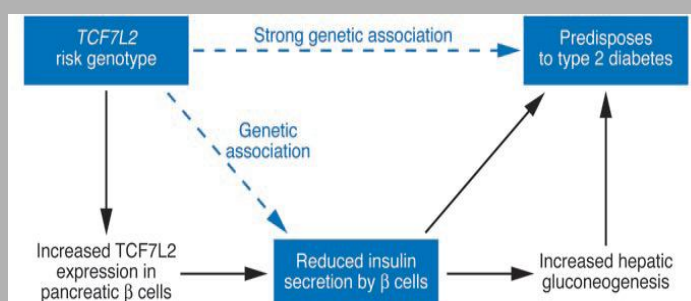 TCF7L2
risk genotype
Strong genetic association
Predisposes
to type 2 diabetes
Genetic
association
Increased TCF7L2
expression in
pancreatic β cells
Reduced insulin
secretion by β cells
Increased hepatic
gluconeogenesis